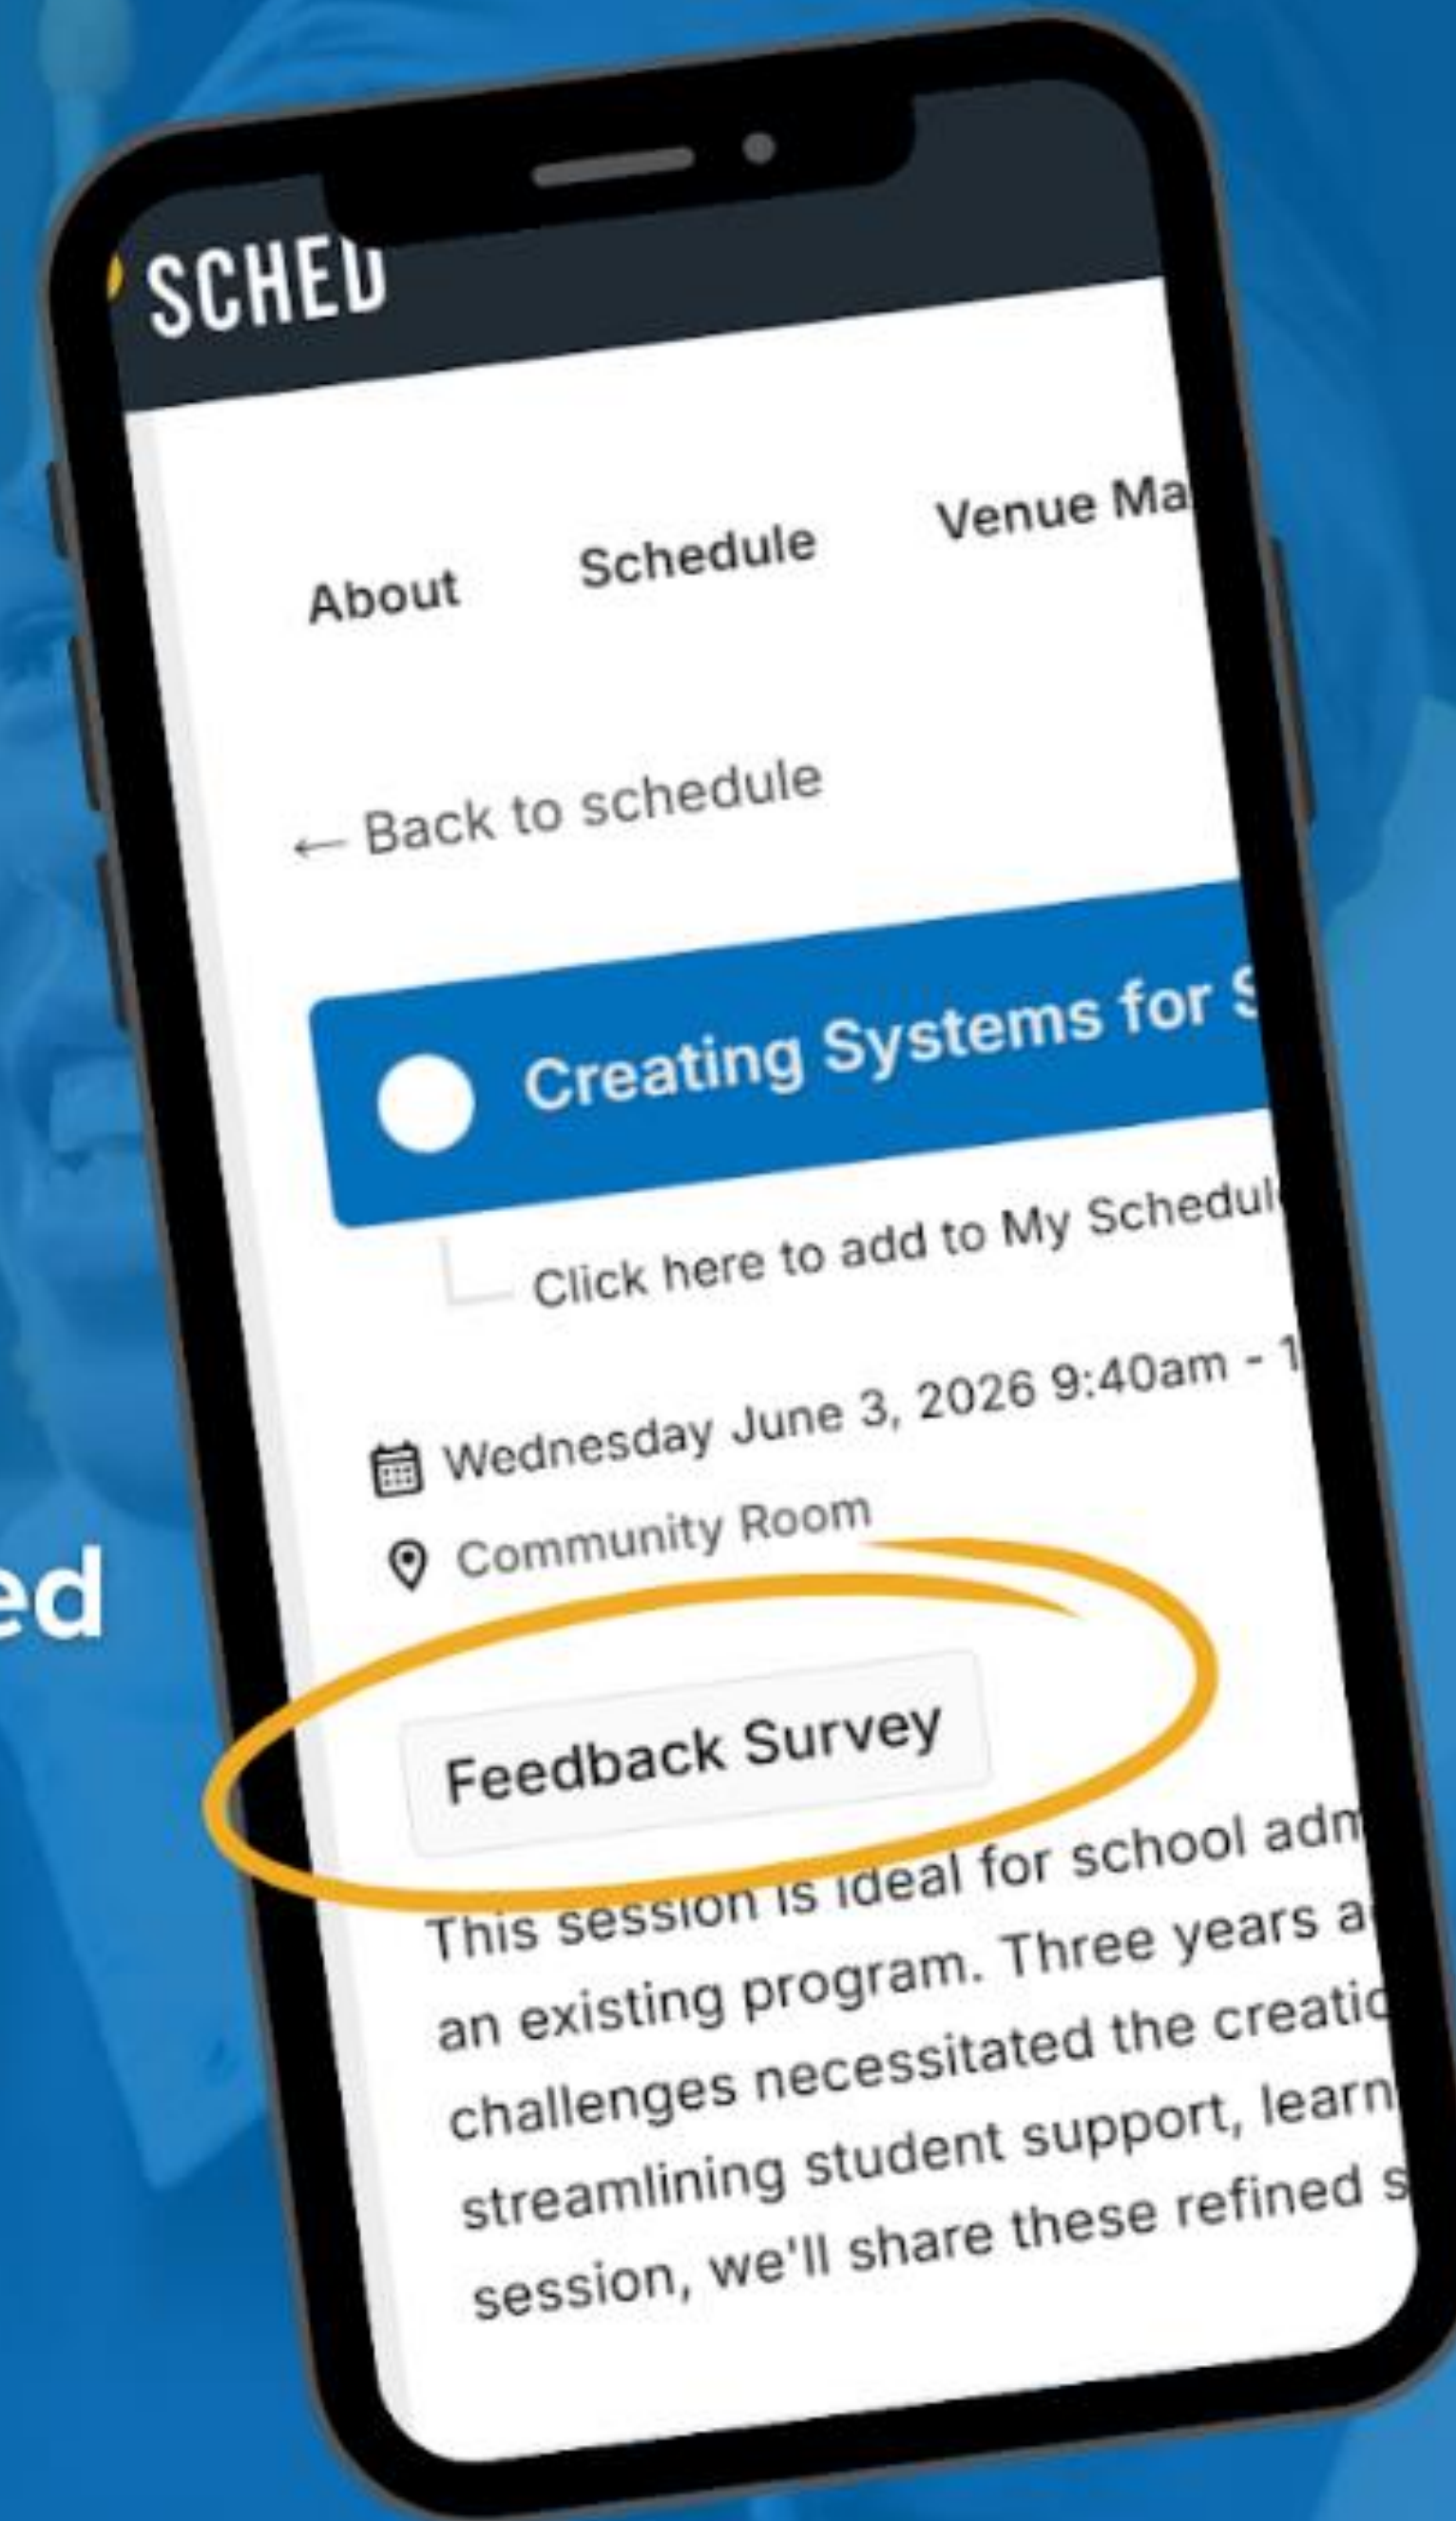 SCHED
About Schedule Venue Ma
← Back to schedule
Creating Systems for S
Click here to add to My Schedul
Wednesday June 3, 2026 9:40am - 1
Community Room
ed
Feedback Survey
This session is ideal for school adm
an existing program. Three years a
challenges necessitated the creatio
streamlining student support, learn
session, we'll share these refined s